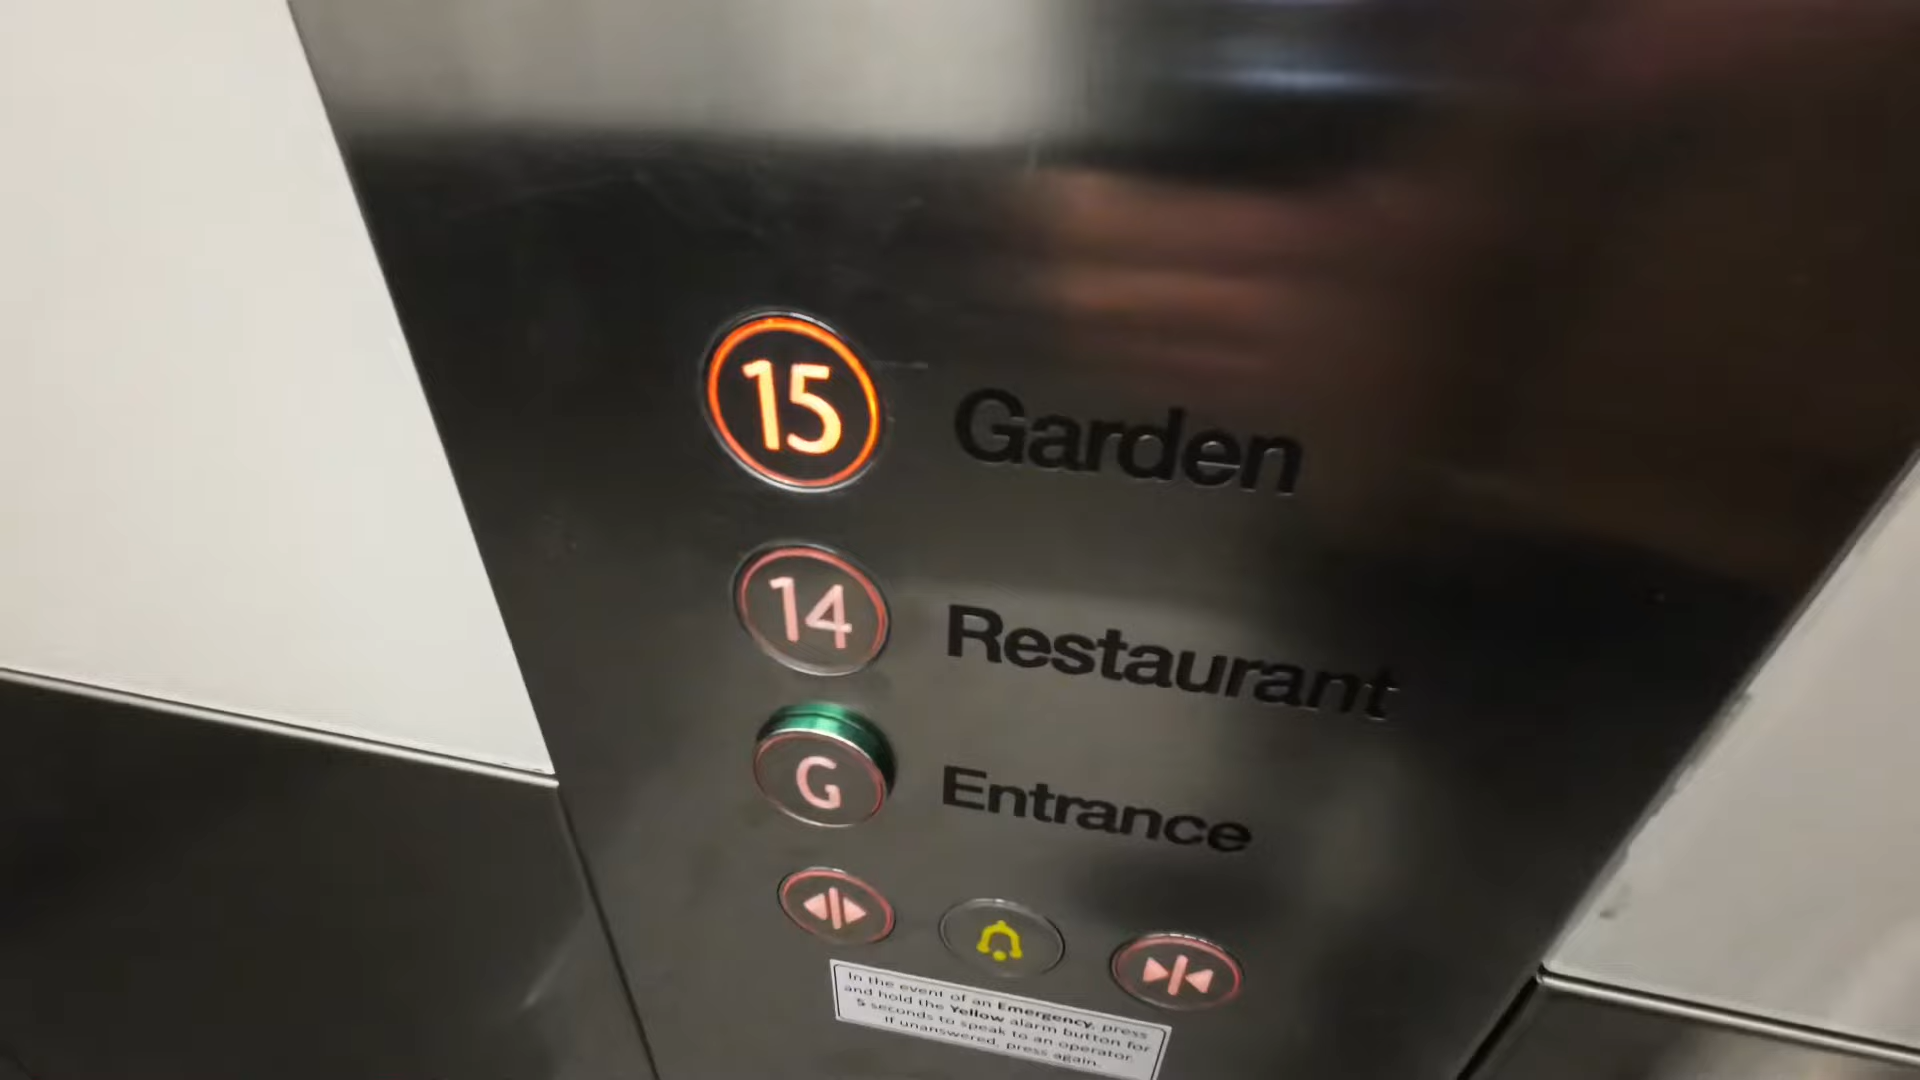 15 Garden
14 Restaurant
G Entrance
In the event of an Emergency, press
and hold the Yellow alarm button for
5 seconds to speak to an operator.
If unanswered, press again.